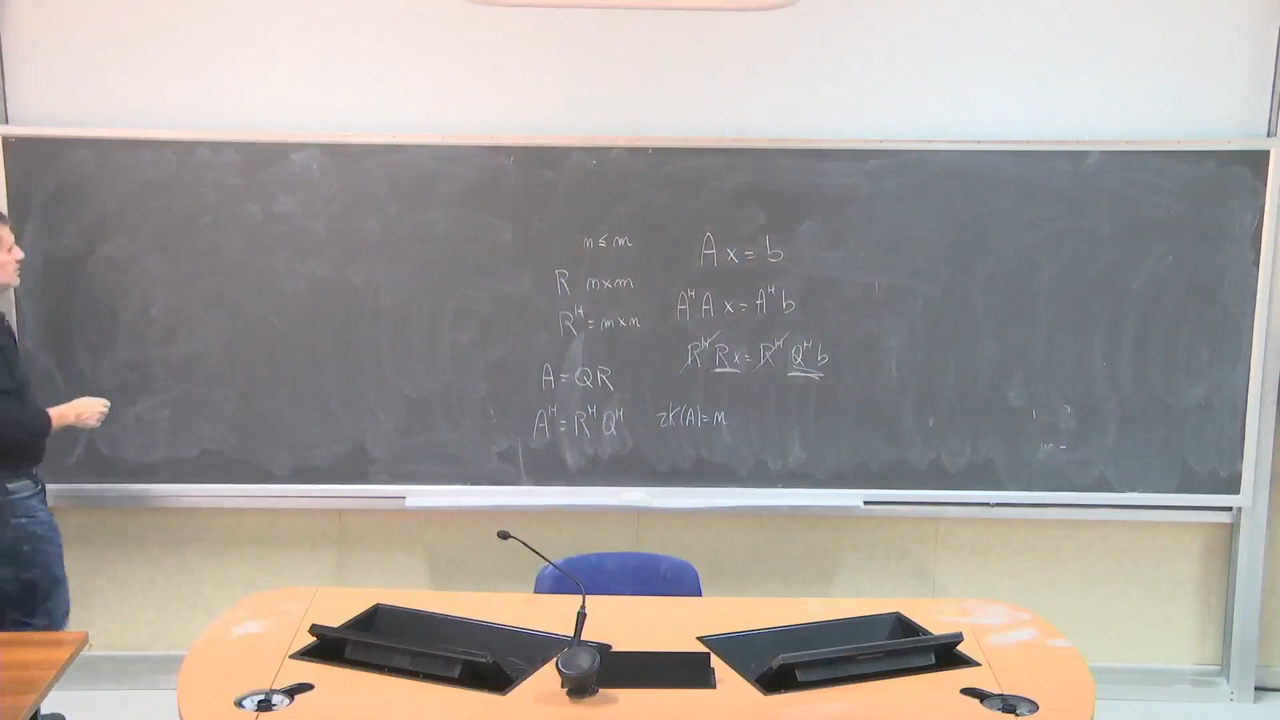 n ≤ m
R m×m
R^H = m×m
A = QR
A^H = R^H Q^H
Ax = b
A^H A x = A^H b
R^H R x = R^H Q^H b
rk(A) = n